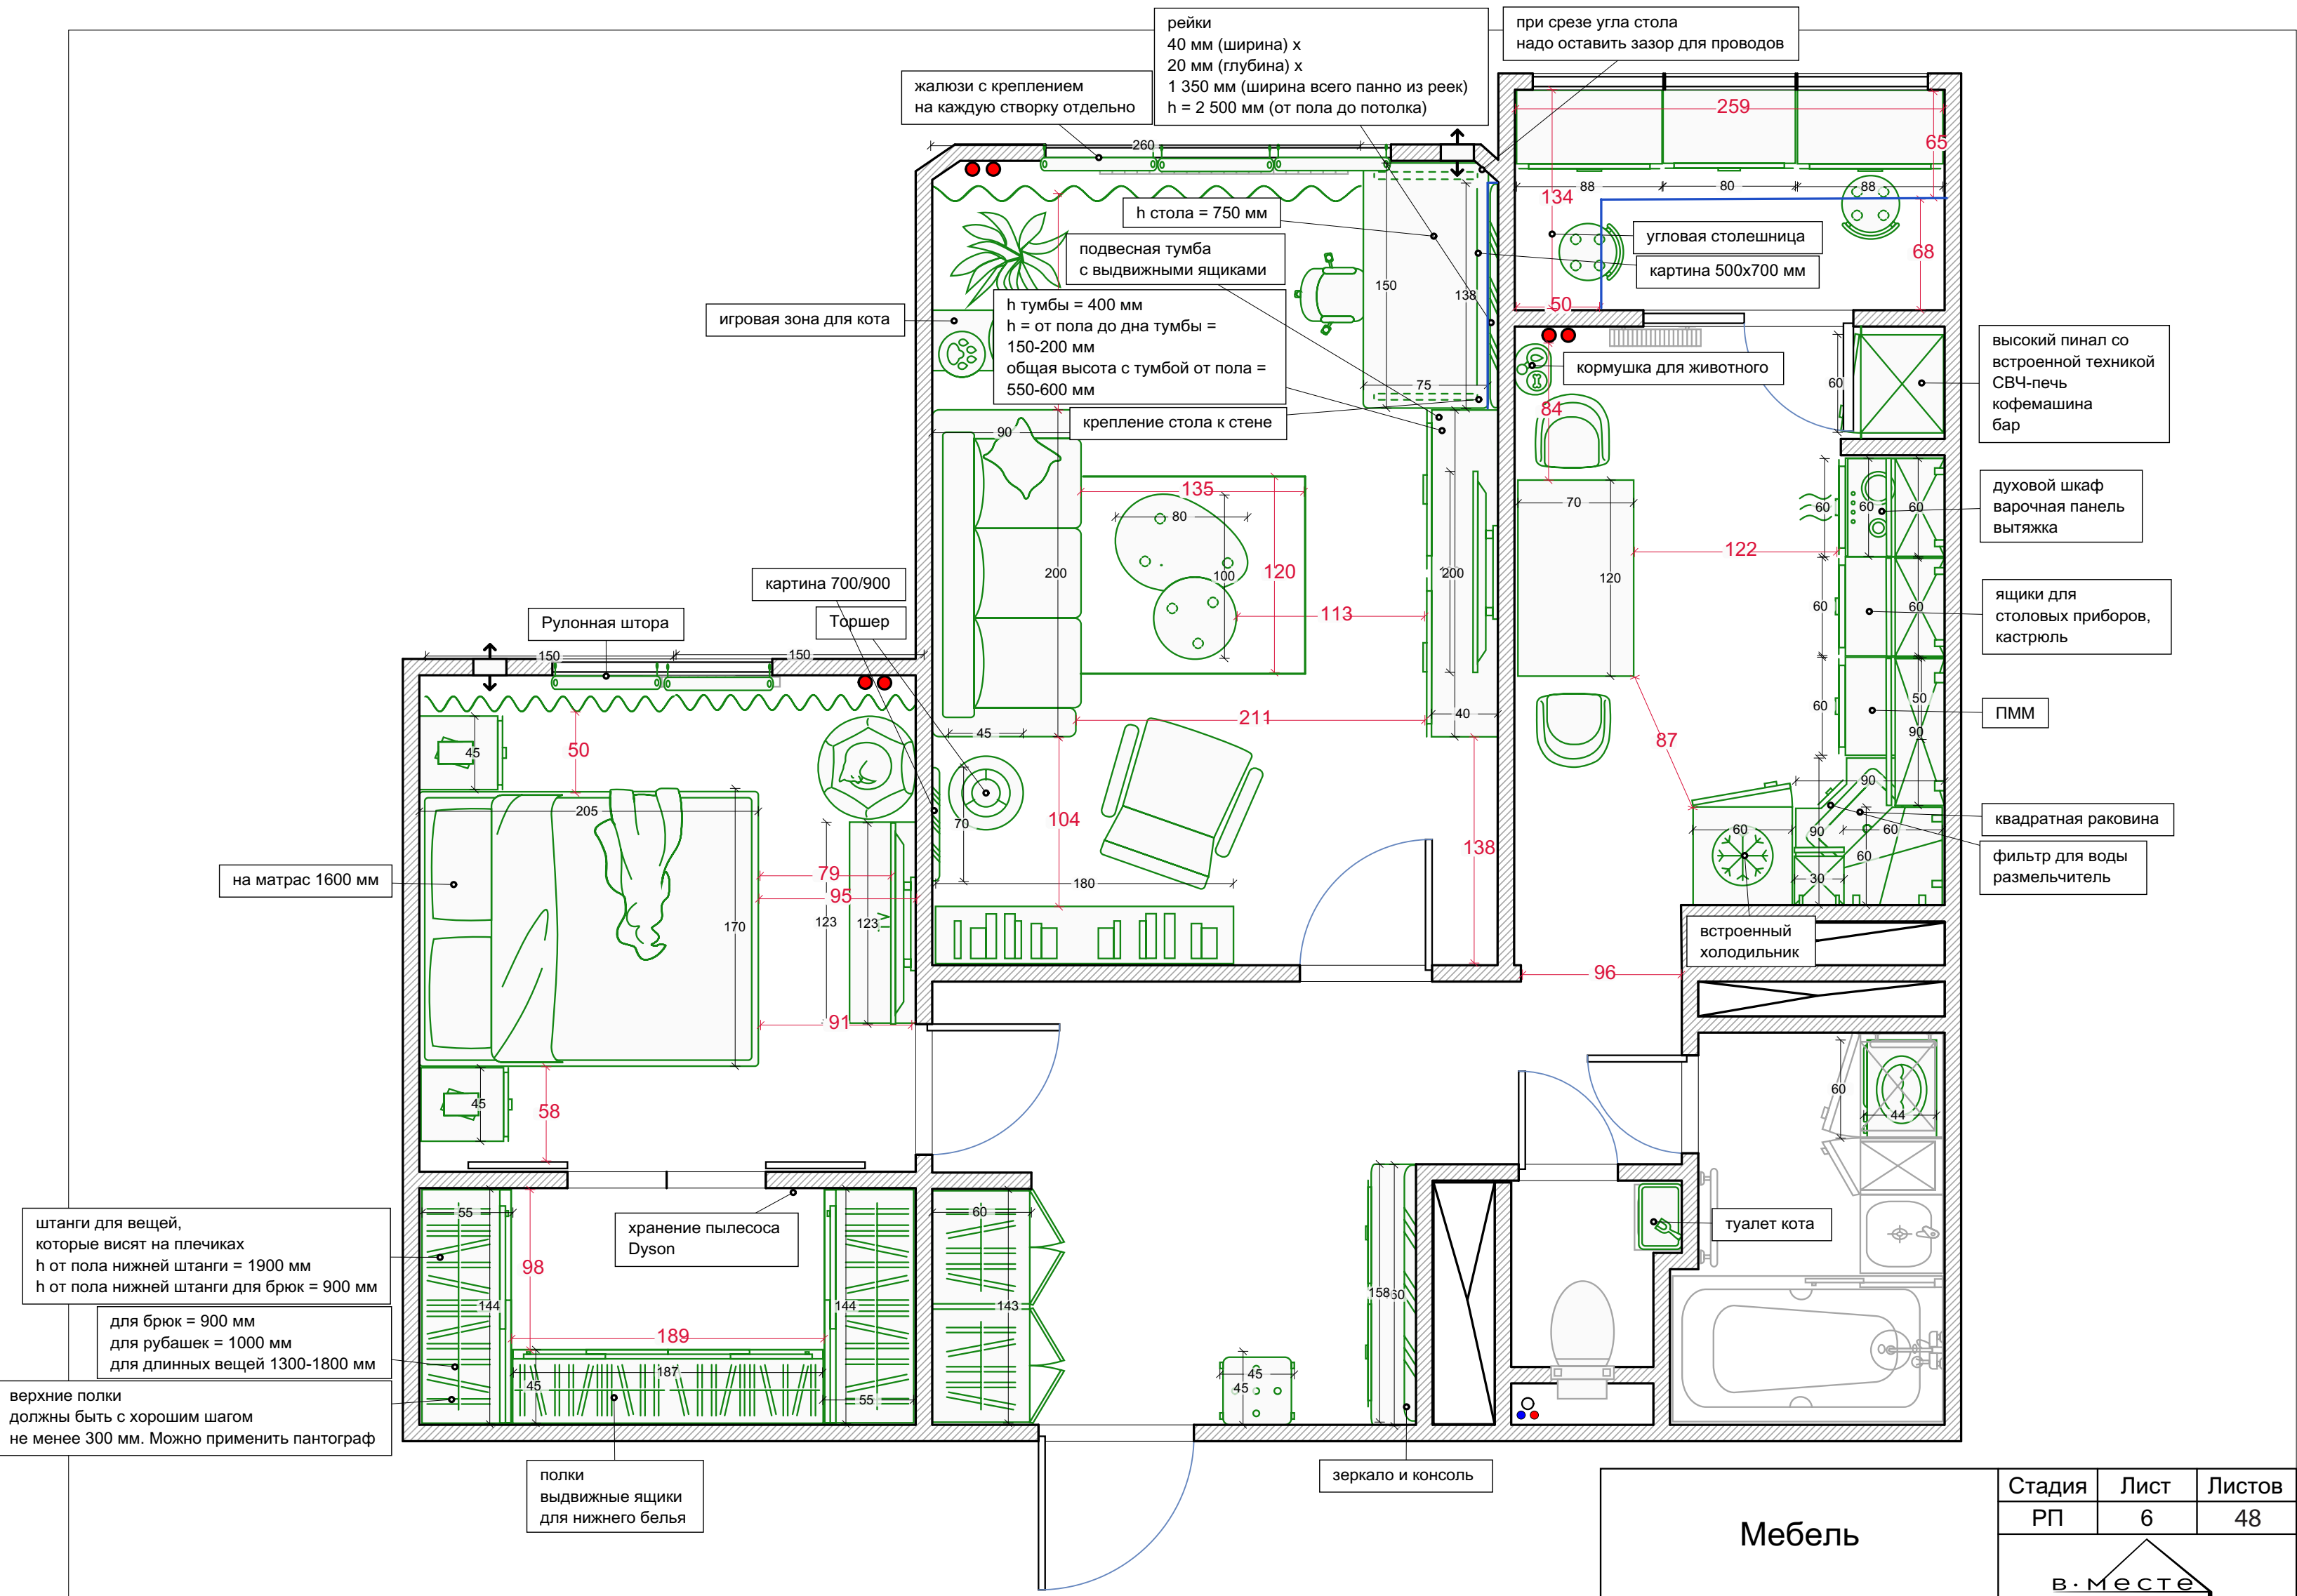 рейки
40 мм (ширина) x
20 мм (глубина) x
1 350 мм (ширина всего панно из реек)
h = 2 500 мм (от пола до потолка)
при срезе угла стола
надо оставить зазор для проводов
жалюзи с креплением
на каждую створку отдельно
260
259
65
88
80
88
134
h стола = 750 мм
угловая столешница
картина 500x700 мм
68
подвесная тумба
с выдвижными ящиками
150
138
50
h тумбы = 400 мм
h = от пола до дна тумбы =
150-200 мм
общая высота с тумбой от пола =
550-600 мм
игровая зона для кота
кормушка для животного
высокий пинал со
встроенной техникой
СВЧ-печь
кофемашина
бар
60
75
84
крепление стола к стене
90
135
80
70
духовой шкаф
варочная панель
вытяжка
60
60
60
122
картина 700/900
200
100
120
200
120
Торшер
113
60
60
ящики для
столовых приборов,
кастрюль
Рулонная штора
150
150
211
40
60
50
90
ПММ
45
50
45
87
90
205
70
104
138
60
90
60
60
30
квадратная раковина
фильтр для воды
размельчитель
на матрас 1600 мм
79
95
180
170
123
123
встроенный
холодильник
96
91
45
58
60
44
штанги для вещей,
которые висят на плечиках
h от пола нижней штанги = 1900 мм
h от пола нижней штанги для брюк = 900 мм
55
98
хранение пылесоса
Dyson
60
туалет кота
для брюк = 900 мм
для рубашек = 1000 мм
для длинных вещей 1300-1800 мм
144
144
143
158
189
187
45
55
45
45
верхние полки
должны быть с хорошим шагом
не менее 300 мм. Можно применить пантограф
полки
выдвижные ящики
для нижнего белья
зеркало и консоль
Мебель
Стадия
Лист
Листов
РП
6
48
в·месте